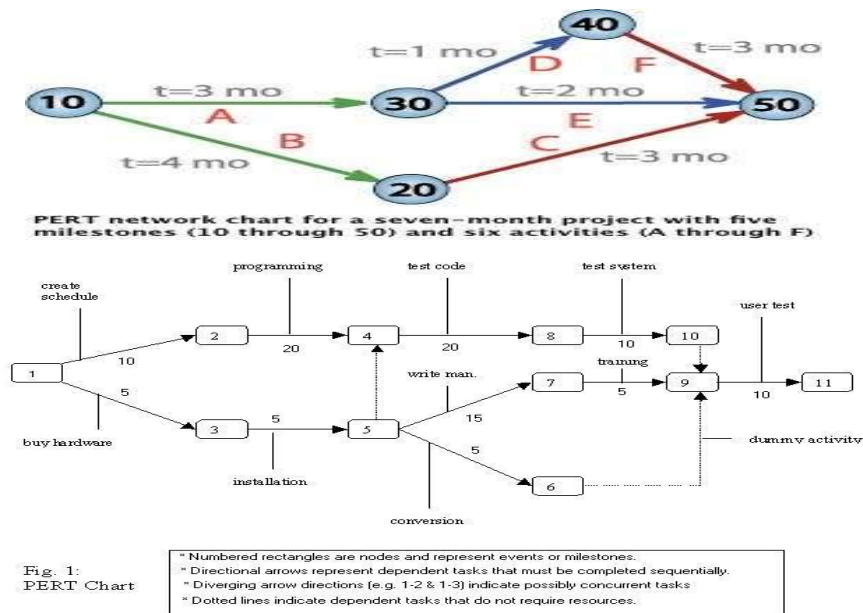 40
t=1 mo
t=3 mo
D
F
10
t=3 mo
30
t=2 mo
50
A
E
B
C
t=4 mo
t=3 mo
20
PERT network chart for a seven-month project with five
milestones (10 through 50) and six activities (A through F)
programming
test code
test system
create
schedule
user test
2
4
8
10
10
20
20
10
training
1
write man.
7
9
11
5
5
15
5
10
3
5
5
buy hardware
dummy activity
6
installation
conversion
Fig. 1:
PERT Chart
* Numbered rectangles are nodes and represent events or milestones.
* Directional arrows represent dependent tasks that must be completed sequentially.
* Diverging arrow directions (e.g. 1-2 & 1-3) indicate possibly concurrent tasks
* Dotted lines indicate dependent tasks that do not require resources.